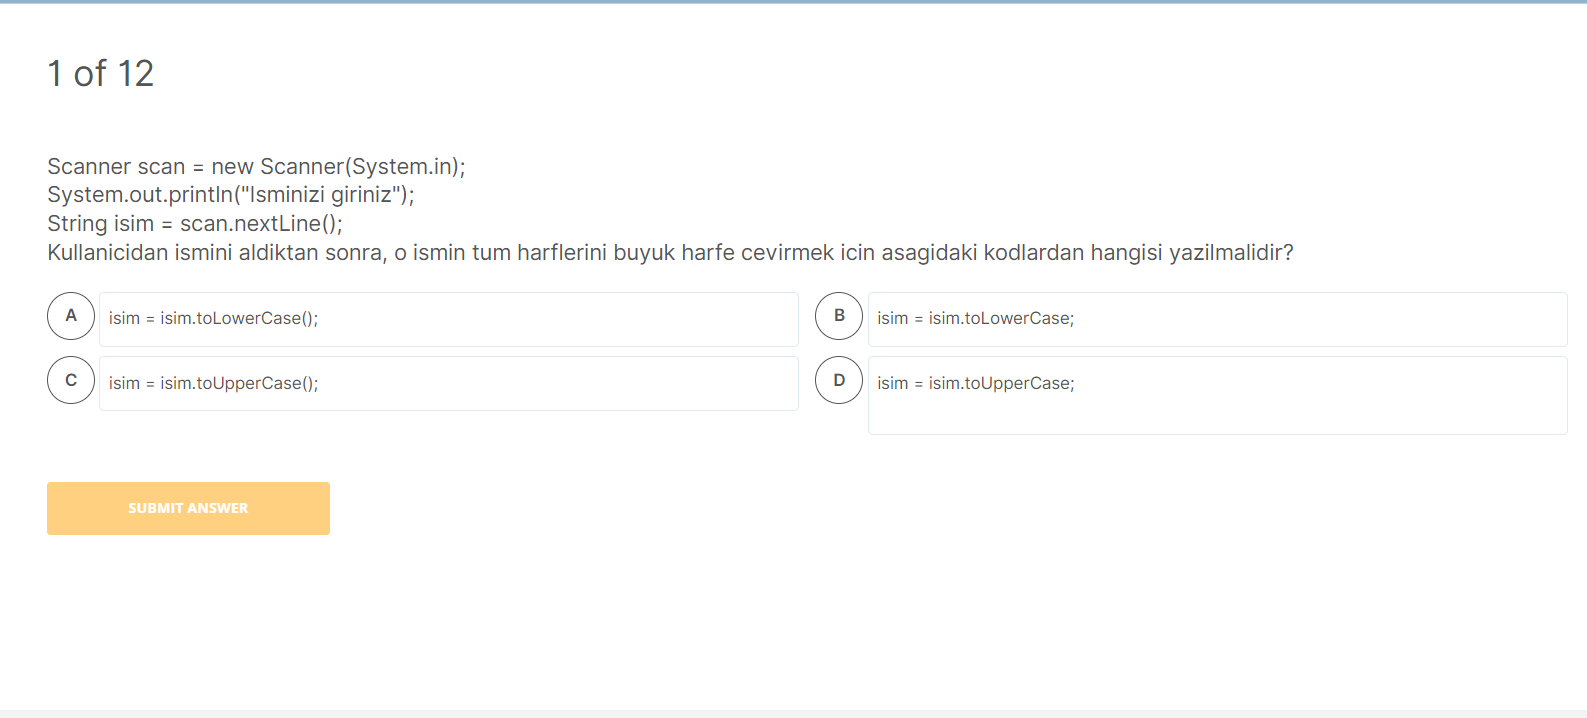 1 of 12
Scanner scan = new Scanner(System.in);
System.out.println("Isminizi giriniz");
String isim = scan.nextLine();
Kullanicidan ismini aldiktan sonra, o ismin tum harflerini buyuk harfe cevirmek icin asagidaki kodlardan hangisi yazilmalidir?
A isim = isim.toLowerCase();
B isim = isim.toLowerCase;
C isim = isim.toUpperCase();
D isim = isim.toUpperCase;
SUBMIT ANSWER